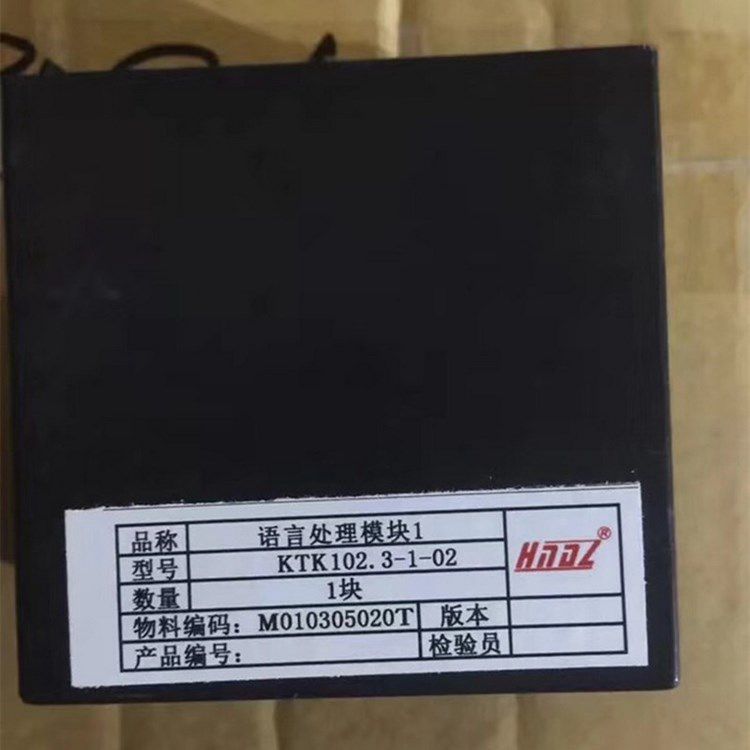 品称 语言处理模块1
型号 KTK102.3-1-02
数量 1块
物料编码：M010305020T 版本
产品编号： 检验员
HNDL®